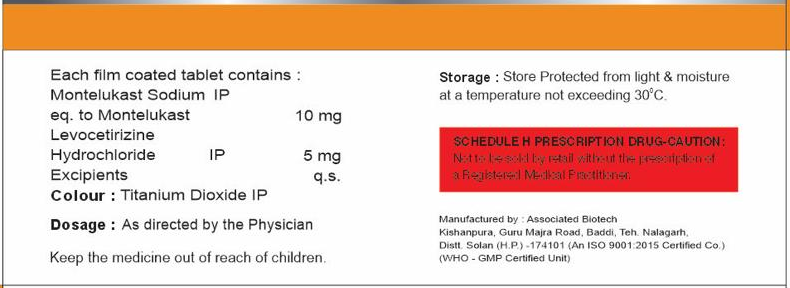 Each film coated tablet contains :
Montelukast Sodium IP
eq. to Montelukast 10 mg
Levocetirizine
Hydrochloride IP 5 mg
Excipients q.s.
Colour : Titanium Dioxide IP
Dosage : As directed by the Physician
Keep the medicine out of reach of children.
Storage : Store Protected from light & moisture
at a temperature not exceeding 30°C.
SCHEDULE H PRESCRIPTION DRUG-CAUTION:
Not to be sold by retail without the prescription of
a Registered Medical Practitioner.
Manufactured by : Associated Biotech
Kishanpura, Guru Majra Road, Baddi, Teh. Nalagarh,
Distt. Solan (H.P.) -174101 (An ISO 9001:2015 Certified Co.)
(WHO - GMP Certified Unit)